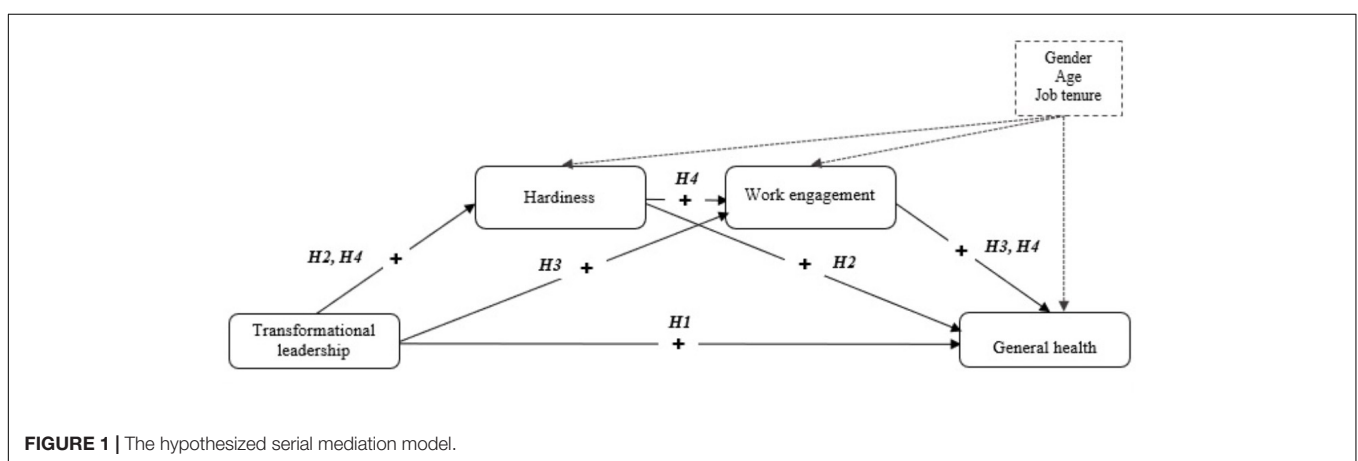 Gender
Age
Job tenure
H4
+
Hardiness
Work engagement
H2, H4 +
H3 +
+ H2
+ H3, H4
H1
+
Transformational
leadership
General health
FIGURE 1 | The hypothesized serial mediation model.